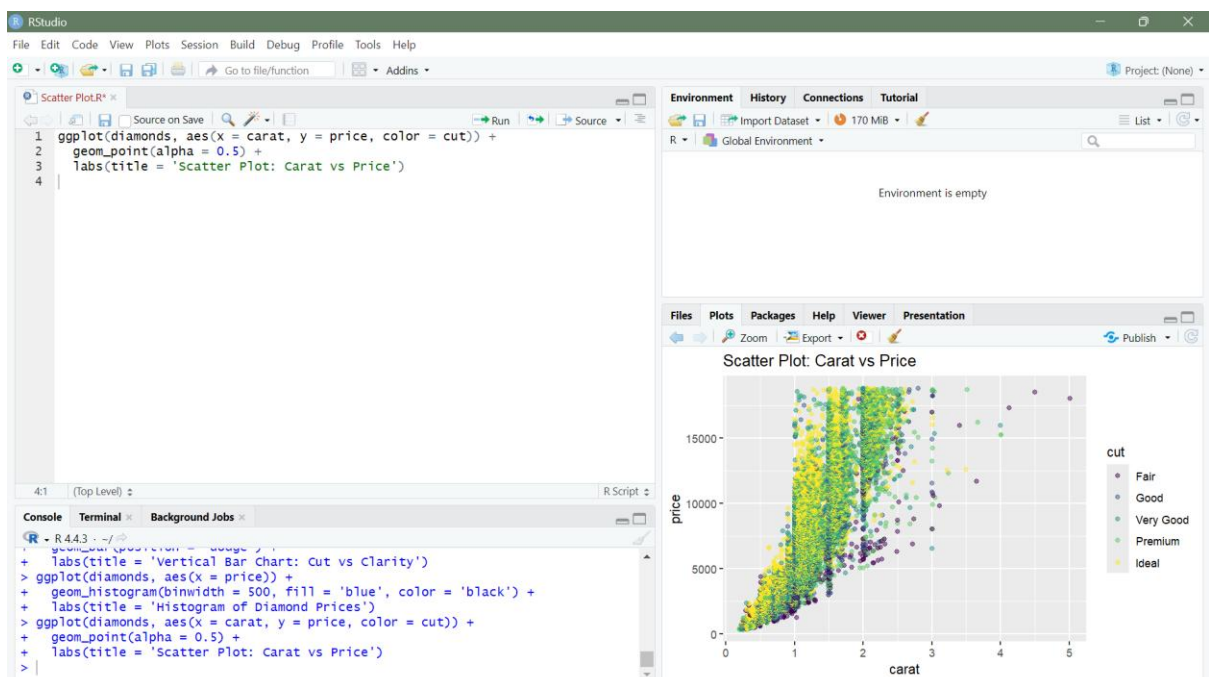 RStudio
File Edit Code View Plots Session Build Debug Profile Tools Help
Go to file/function Addins Project: (None)
Scatter Plot.R*
Source on Save Run Source
1 ggplot(diamonds, aes(x = carat, y = price, color = cut)) +
2 geom_point(alpha = 0.5) +
3 labs(title = 'Scatter Plot: Carat vs Price')
4
4:1 (Top Level) R Script
Console Terminal Background Jobs
R 4.4.3 · ~/
+ geom_bar(position = 'dodge') +
+ labs(title = 'Vertical Bar Chart: Cut vs Clarity')
> ggplot(diamonds, aes(x = price)) +
+ geom_histogram(binwidth = 500, fill = 'blue', color = 'black') +
+ labs(title = 'Histogram of Diamond Prices')
> ggplot(diamonds, aes(x = carat, y = price, color = cut)) +
+ geom_point(alpha = 0.5) +
+ labs(title = 'Scatter Plot: Carat vs Price')
>
Environment History Connections Tutorial
Import Dataset 170 MiB List
R Global Environment
Environment is empty
Files Plots Packages Help Viewer Presentation
Zoom Export Publish
Scatter Plot: Carat vs Price
price
15000
10000
5000
0
0 1 2 3 4 5
carat
cut
Fair
Good
Very Good
Premium
Ideal